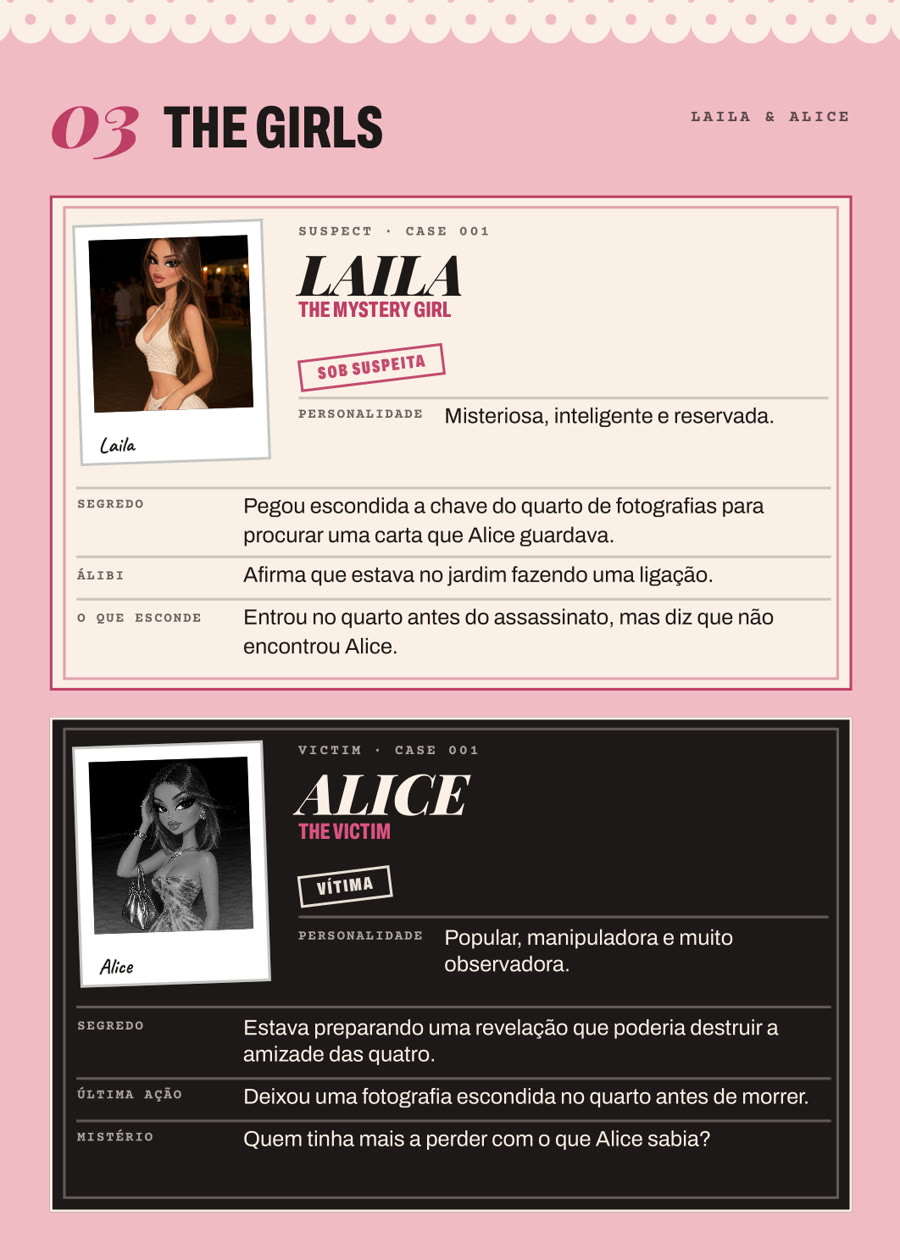 03 THE GIRLS
LAILA & ALICE
SUSPECT · CASE 001
LAILA
THE MYSTERY GIRL
SOB SUSPEITA
PERSONALIDADE Misteriosa, inteligente e reservada.
Laila
SEGREDO Pegou escondida a chave do quarto de fotografias para
procurar uma carta que Alice guardava.
ÁLIBI Afirma que estava no jardim fazendo uma ligação.
O QUE ESCONDE Entrou no quarto antes do assassinato, mas diz que não
encontrou Alice.
VICTIM · CASE 001
ALICE
THE VICTIM
VÍTIMA
PERSONALIDADE Popular, manipuladora e muito
observadora.
Alice
SEGREDO Estava preparando uma revelação que poderia destruir a
amizade das quatro.
ÚLTIMA AÇÃO Deixou uma fotografia escondida no quarto antes de morrer.
MISTÉRIO Quem tinha mais a perder com o que Alice sabia?